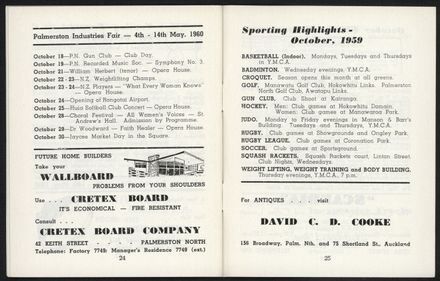 Palmerston Industries Fair — 4th - 14th May, 1960
October 18—P.N. Gun Club — Club Day.
October 19—P.N. Recorded Music Soc. — Symphony No. 3.
October 21—William Herbert (tenor) — Opera House.
October 22 - 23—N.Z. Weightlifting Champs.
October 23 - 24—N.Z. Players — "What Every Woman Knows"
— Opera House.
October 24—Opening of Rangotai Airport.
October 25—Huia Softball Club Concert — Opera House.
October 28—Choral Festival — All Women's Voices — St.
Andrew's Hall. Admission by Programme.
October 29—Dr Woodward — Faith Healer — Opera House
October 30—Jaycee Market Day in the Square.
FUTURE HOME BUILDERS
Take your
WALLBOARD
PROBLEMS FROM YOUR SHOULDERS
Use . . . CRETEX BOARD
IT'S ECONOMICAL — FIRE RESISTANT
Consult . . .
CRETEX BOARD COMPANY
42 KEITH STREET . . . . PALMERSTON NORTH
Telephone: Factory 7748 Manager's Residence 7749 (ext.)
24
Sporting Highlights -
October, 1959
BASKETBALL (Indoor). Mondays, Tuesdays and Thursdays
in Y.M.C.A.
BADMINTON. Wednesday evenings, Y.M.C.A.
CROQUET. Season opens this month at all greens.
GOLF. Manawatu Golf Club, Hokowhitu Links. Palmerston
North Golf Club, Awatapu Links.
GUN CLUB. Club Shoot at Kairanga.
HOCKEY. Men: Club games at Hokowhitu Domain.
Women: Club games at Manawaroa Park.
JUDO. Monday to Friday evenings in Manson & Barr's
Building. Tuesdays and Thursdays, Y.M.C.A.
RUGBY. Club games at Showgrounds and Ongley Park.
RUGBY LEAGUE. Club games at Coronation Park.
SOCCER. Club games at Sportsground.
SQUASH RACKETS. Squash Rackets court, Linton Street.
Club Nights, Wednesdays.
WEIGHT LIFTING, WEIGHT TRAINING and BODY BUILDING.
Thursday evenings, Y.M.C.A., 7 p.m.
For ANTIQUES . . . visit
DAVID C. D. COOKE
156 Broadway, Palm. Nth. and 75 Shortland St., Auckland
25